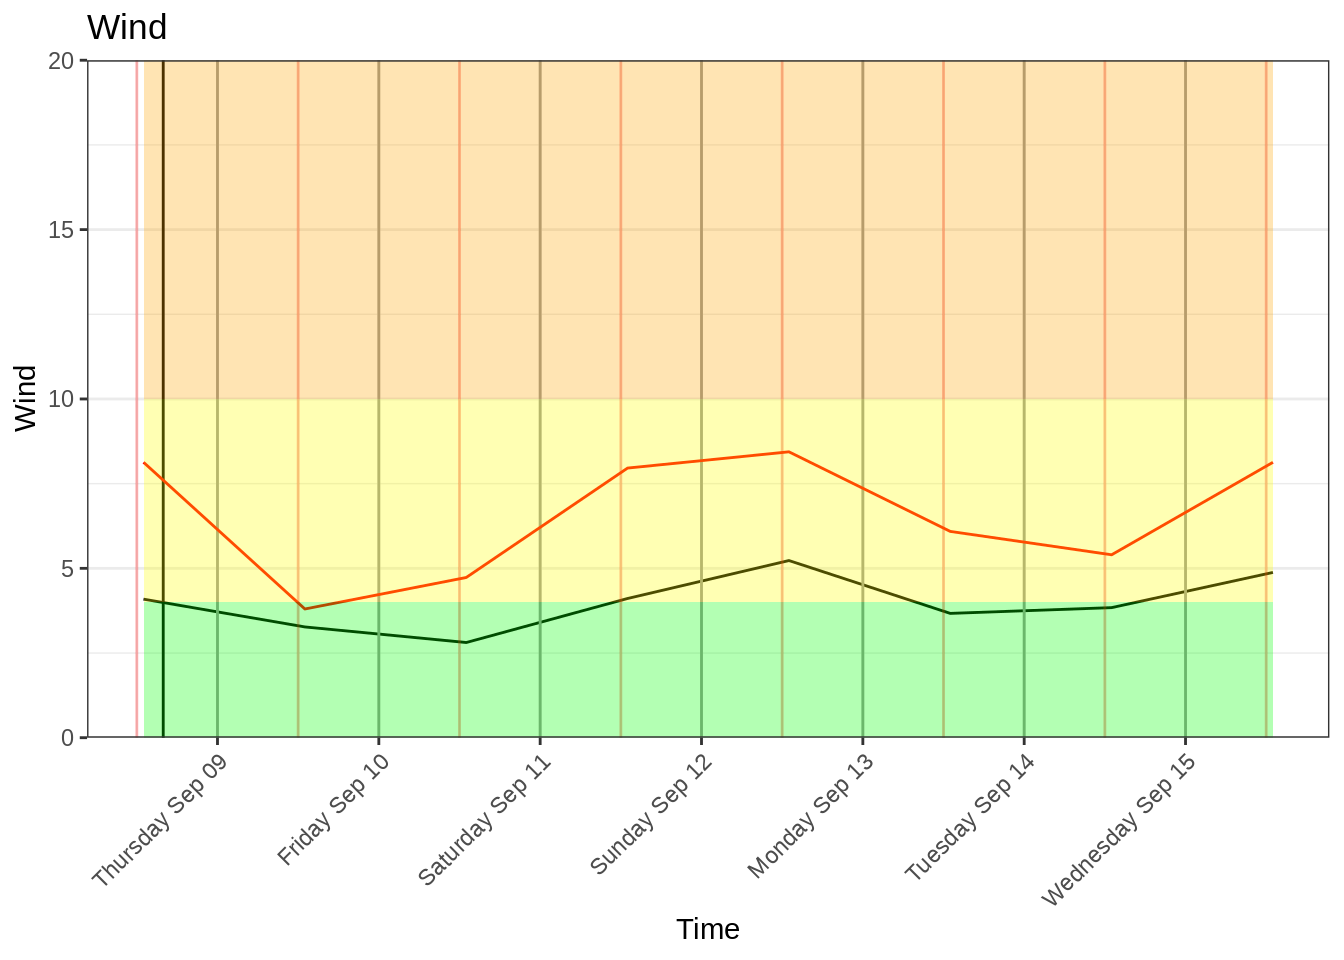 Wind
20
15
10
5
0
Wind
Thursday Sep 09
Friday Sep 10
Saturday Sep 11
Sunday Sep 12
Monday Sep 13
Tuesday Sep 14
Wednesday Sep 15
Time